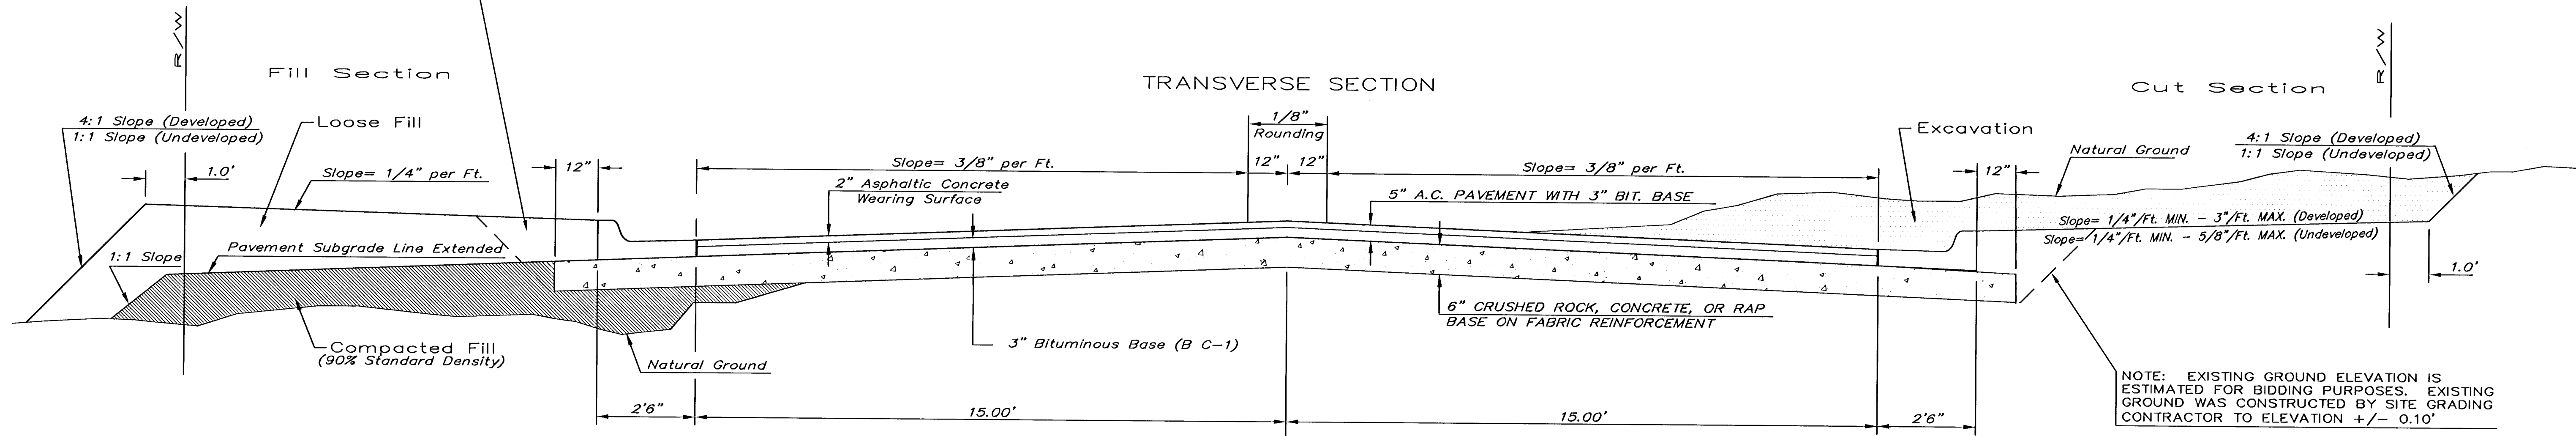 R/W
R/W
Fill Section
TRANSVERSE SECTION
Cut Section
4:1 Slope (Developed)
1:1 Slope (Undeveloped)
Loose Fill
1/8"
Rounding
Excavation
4:1 Slope (Developed)
1:1 Slope (Undeveloped)
Natural Ground
1.0'
Slope= 1/4" per Ft.
12"
Slope= 3/8" per Ft.
12"
12"
Slope= 3/8" per Ft.
12"
2" Asphaltic Concrete
Wearing Surface
5" A.C. PAVEMENT WITH 3" BIT. BASE
Slope= 1/4"/Ft. MIN. - 3"/Ft. MAX. (Developed)
Slope= 1/4"/Ft. MIN. - 5/8"/Ft. MAX. (Undeveloped)
Pavement Subgrade Line Extended
1:1 Slope
1.0'
6" CRUSHED ROCK, CONCRETE, OR RAP
BASE ON FABRIC REINFORCEMENT
Compacted Fill
(90% Standard Density)
3" Bituminous Base (B C-1)
Natural Ground
NOTE: EXISTING GROUND ELEVATION IS
ESTIMATED FOR BIDDING PURPOSES. EXISTING
GROUND WAS CONSTRUCTED BY SITE GRADING
CONTRACTOR TO ELEVATION +/- 0.10'
2'6"
15.00'
15.00'
2'6"